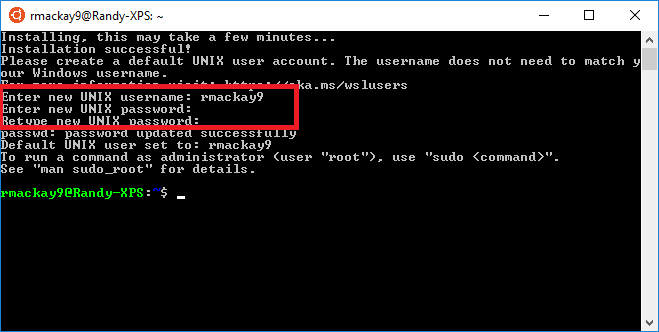 rmackay9@Randy-XPS: ~
Installing, this may take a few minutes...
Installation successful!
Please create a default UNIX user account. The username does not need to match y
our Windows username.
For more information visit: https://aka.ms/wslusers
Enter new UNIX username: rmackay9
Enter new UNIX password:
Retype new UNIX password:
passwd: password updated successfully
Default UNIX user set to: rmackay9
To run a command as administrator (user "root"), use "sudo <command>".
See "man sudo_root" for details.
rmackay9@Randy-XPS:~$ _